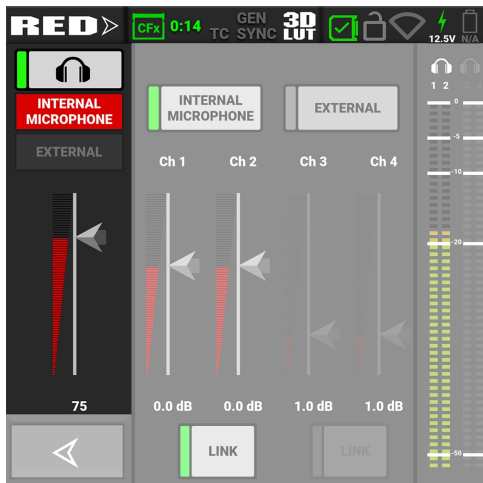 RED
CFx 0:14 GEN 3D
TC SYNC LUT
12.5V N/A
INTERNAL
MICROPHONE
EXTERNAL
75
INTERNAL
MICROPHONE
EXTERNAL
Ch 1 Ch 2 Ch 3 Ch 4
0.0 dB 0.0 dB 1.0 dB 1.0 dB
LINK LINK
1 2
0
-5
-10
-20
-50